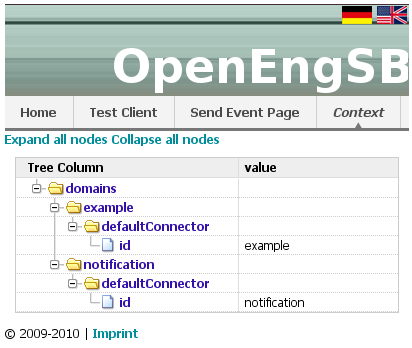 OpenEngSB
Home Test Client Send Event Page Context
Expand all nodes Collapse all nodes
Tree Column value
domains
example
defaultConnector
id example
notification
defaultConnector
id notification
© 2009-2010 | Imprint